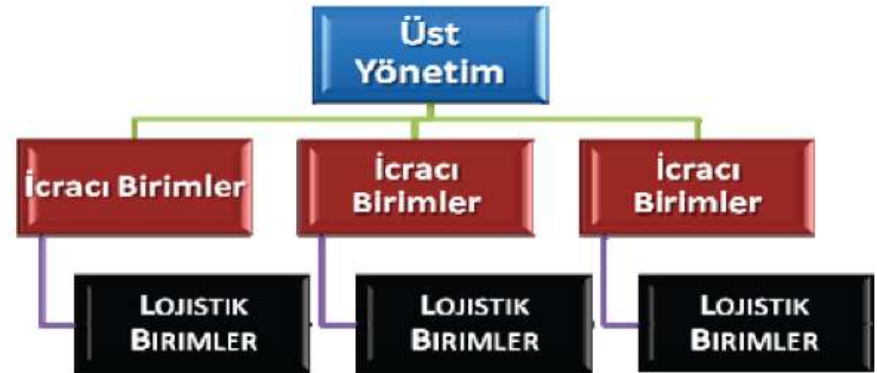 Üst
Yönetim
İcracı Birimler
İcracı
Birimler
İcracı
Birimler
LOJISTIK
BIRIMLER
LOJISTIK
BIRIMLER
LOJISTIK
BIRIMLER